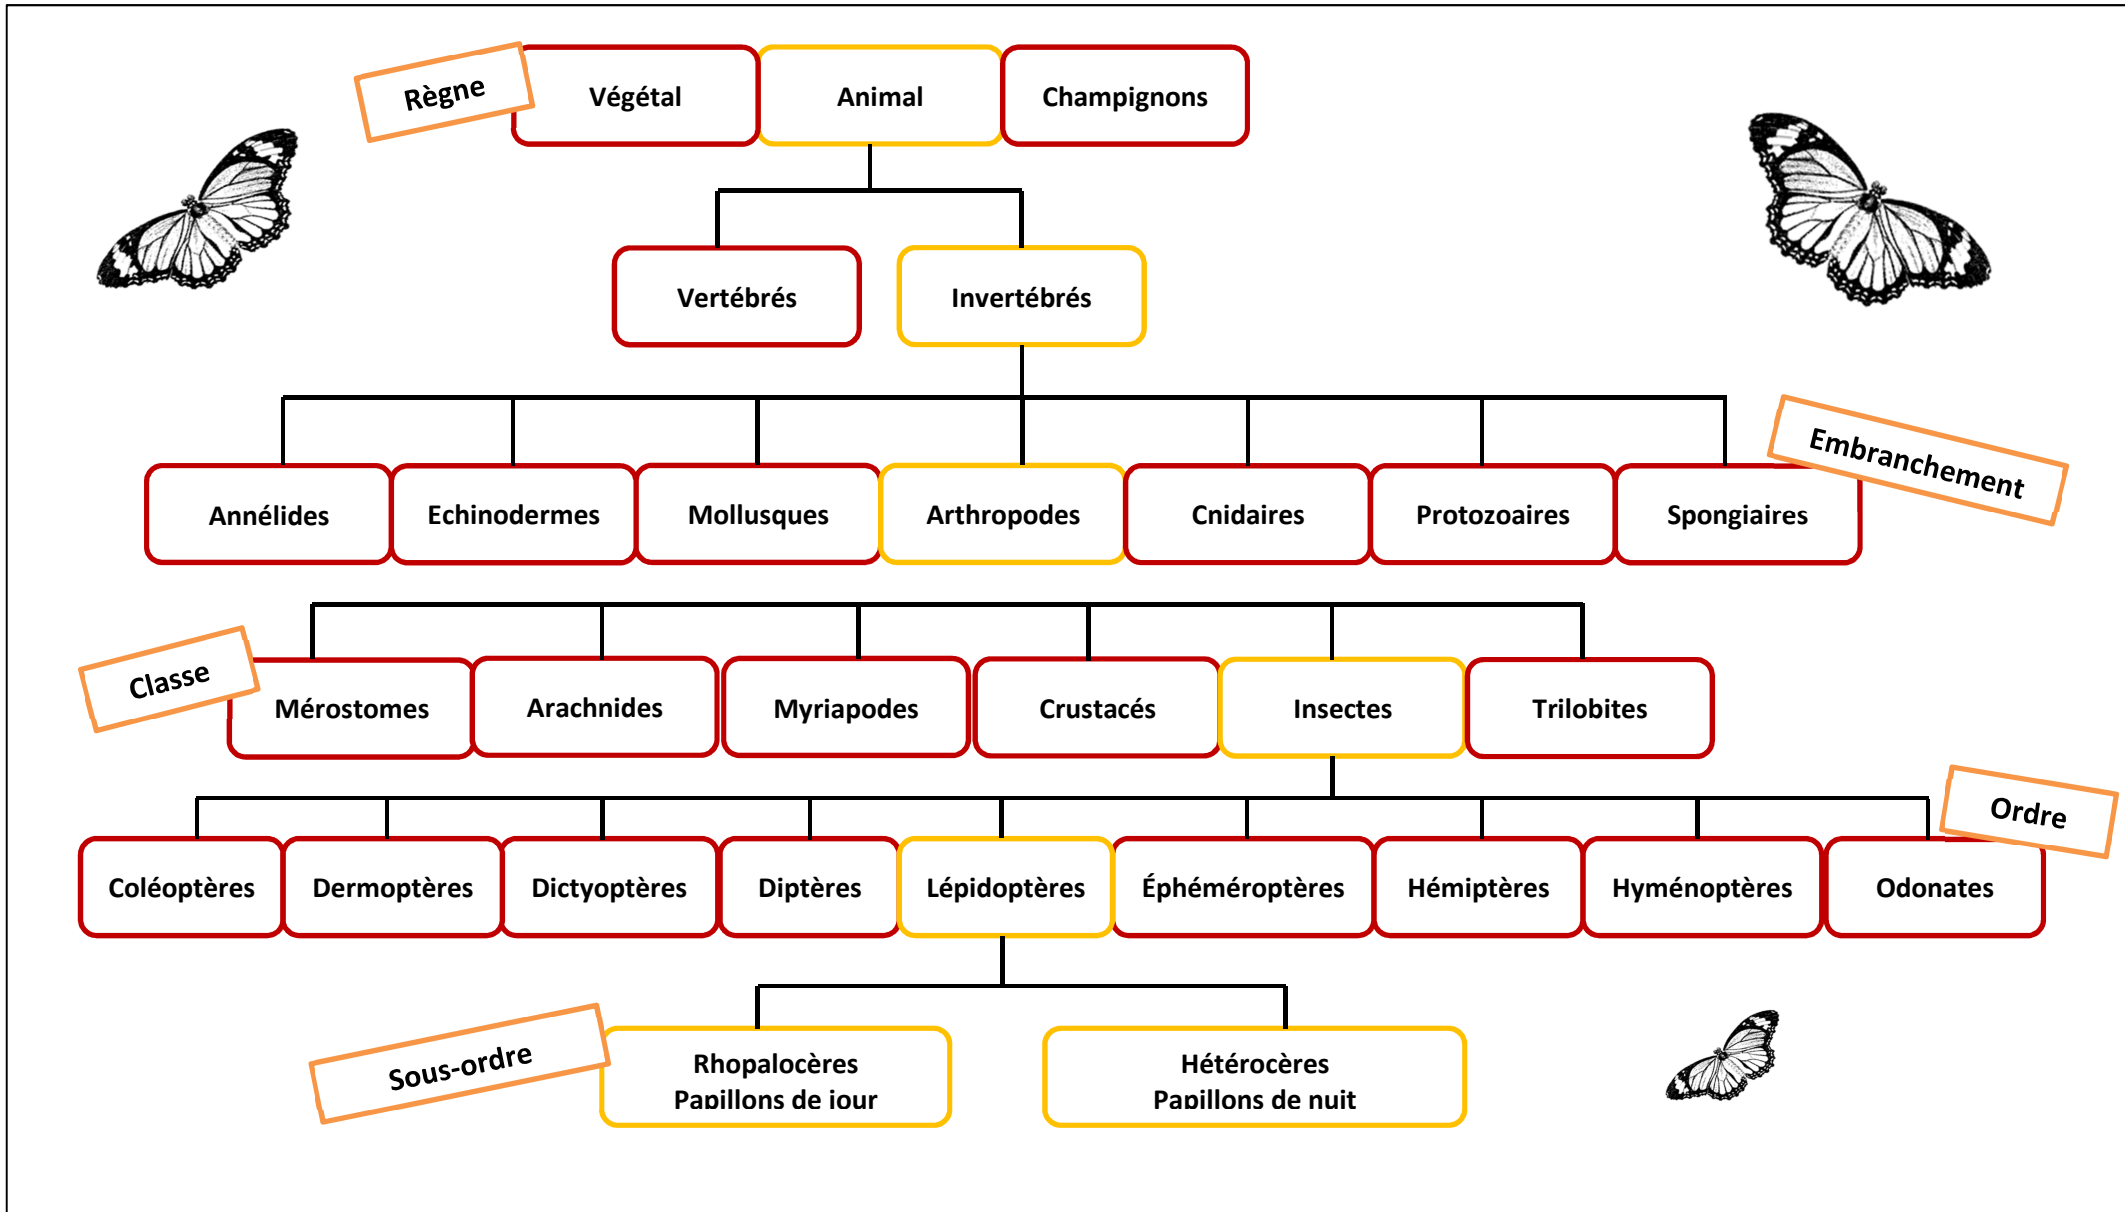 Règne
Végétal
Animal
Champignons
Vertébrés
Invertébrés
Embranchement
Annélides
Echinodermes
Mollusques
Arthropodes
Cnidaires
Protozoaires
Spongiaires
Classe
Mérostomes
Arachnides
Myriapodes
Crustacés
Insectes
Trilobites
Ordre
Coléoptères
Dermoptères
Dictyoptères
Diptères
Lépidoptères
Éphéméroptères
Hémiptères
Hyménoptères
Odonates
Sous-ordre
Rhopalocères
Papillons de jour
Hétérocères
Papillons de nuit